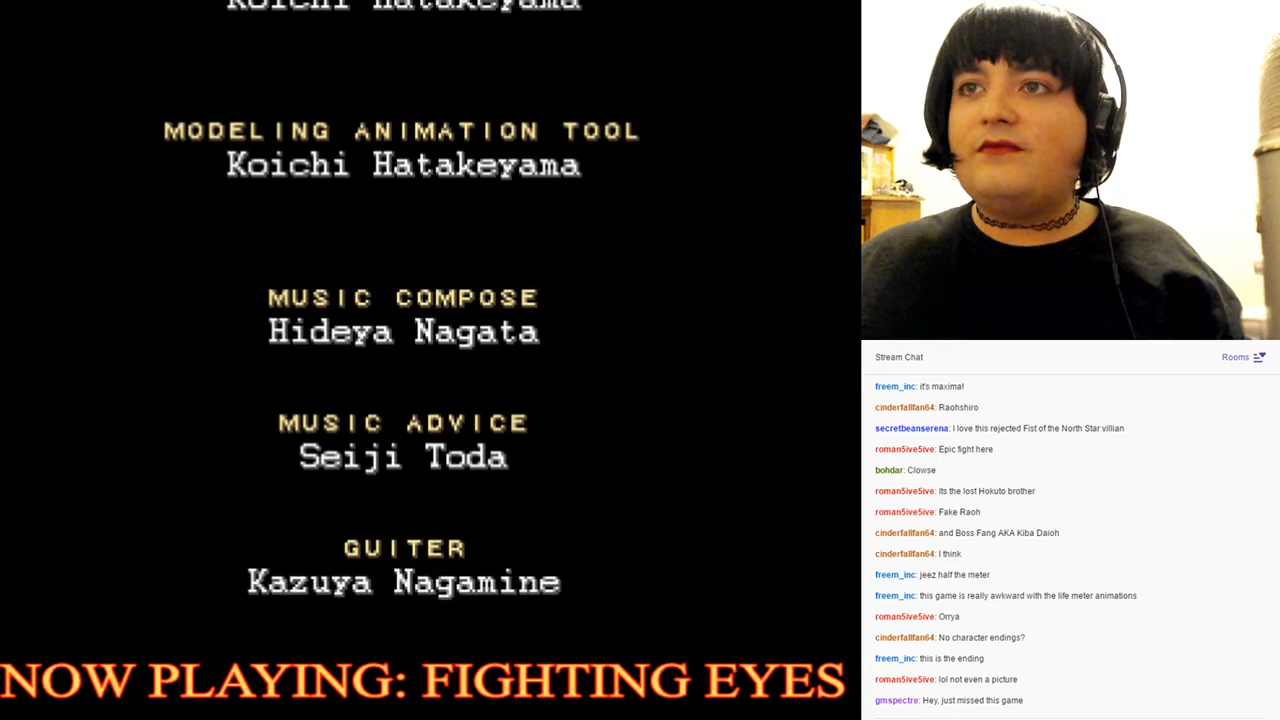 Koichi Hatakeyama
MODELING ANIMATION TOOL
Koichi Hatakeyama
MUSIC COMPOSE
Hideya Nagata
MUSIC ADVICE
Seiji Toda
GUITER
Kazuya Nagamine
NOW PLAYING: FIGHTING EYES
Stream Chat
Rooms
freem_inc: it's maxima!
cinderfallfan64: Raohshiro
secretbeanserena: I love this rejected Fist of the North Star villian
roman5ive5ive: Epic fight here
bohdar: Clowse
roman5ive5ive: Its the lost Hokuto brother
roman5ive5ive: Fake Raoh
cinderfallfan64: and Boss Fang AKA Kiba Daioh
cinderfallfan64: I think
freem_inc: jeez half the meter
freem_inc: this game is really awkward with the life meter animations
roman5ive5ive: Orrya
cinderfallfan64: No character endings?
freem_inc: this is the ending
roman5ive5ive: lol not even a picture
gmspectre: Hey, just missed this game